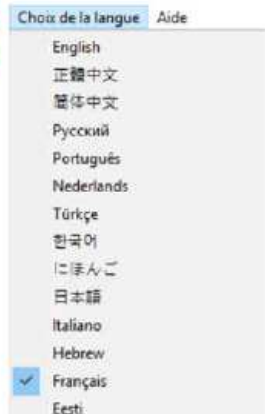 Choix de la langue Aide
English
正體中文
简体中文
Русский
Português
Nederlands
Türkçe
한국어
にほんご
日本語
Italiano
Hebrew
Français
Eesti